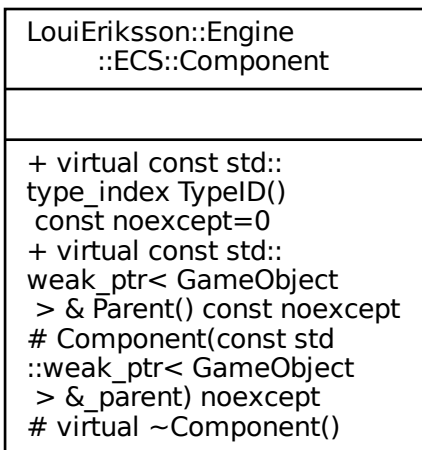 LouiEriksson::Engine
::ECS::Component
+ virtual const std::
type_index TypeID()
const noexcept=0
+ virtual const std::
weak_ptr< GameObject
> & Parent() const noexcept
# Component(const std
::weak_ptr< GameObject
> &_parent) noexcept
# virtual ~Component()